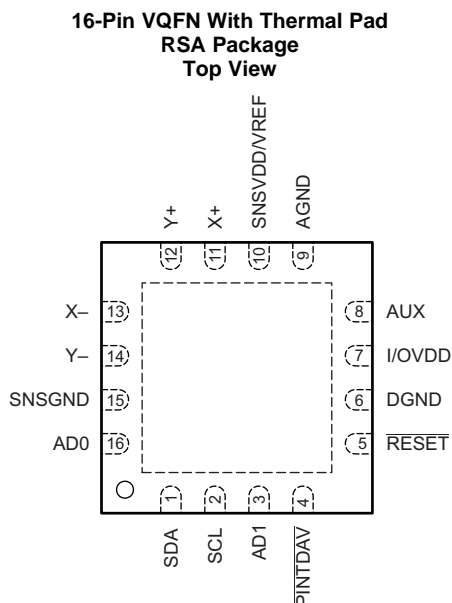 16-Pin VQFN With Thermal Pad
RSA Package
Top View
Y+
X+
SNSVDD/VREF
AGND
12
11
10
9
X–
13
8
AUX
Y–
14
7
I/OVDD
SNSGND
15
6
DGND
AD0
16
5
RESET
1
2
3
4
SDA
SCL
AD1
PINTDAV